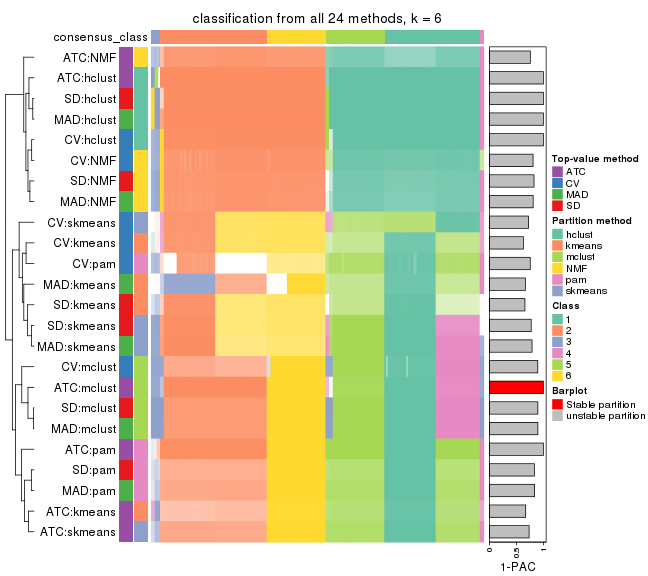 classification from all 24 methods, k = 6
consensus_class
ATC:NMF
ATC:hclust
SD:hclust
MAD:hclust
CV:hclust
CV:NMF
SD:NMF
MAD:NMF
CV:skmeans
CV:kmeans
CV:pam
MAD:kmeans
SD:kmeans
SD:skmeans
MAD:skmeans
CV:mclust
ATC:mclust
SD:mclust
MAD:mclust
ATC:pam
SD:pam
MAD:pam
ATC:kmeans
ATC:skmeans
0
0.5
1
1-PAC
Top-value method
ATC
CV
MAD
SD
Partition method
hclust
kmeans
mclust
NMF
pam
skmeans
Class
1
2
3
4
5
6
Barplot
Stable partition
unstable partition